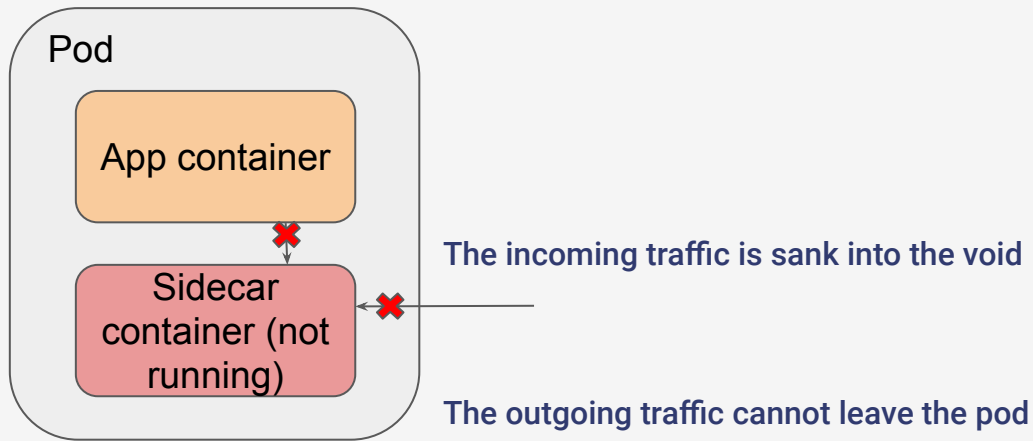 Pod
App container
The incoming traffic is sank into the void
Sidecar
container (not
running)
The outgoing traffic cannot leave the pod